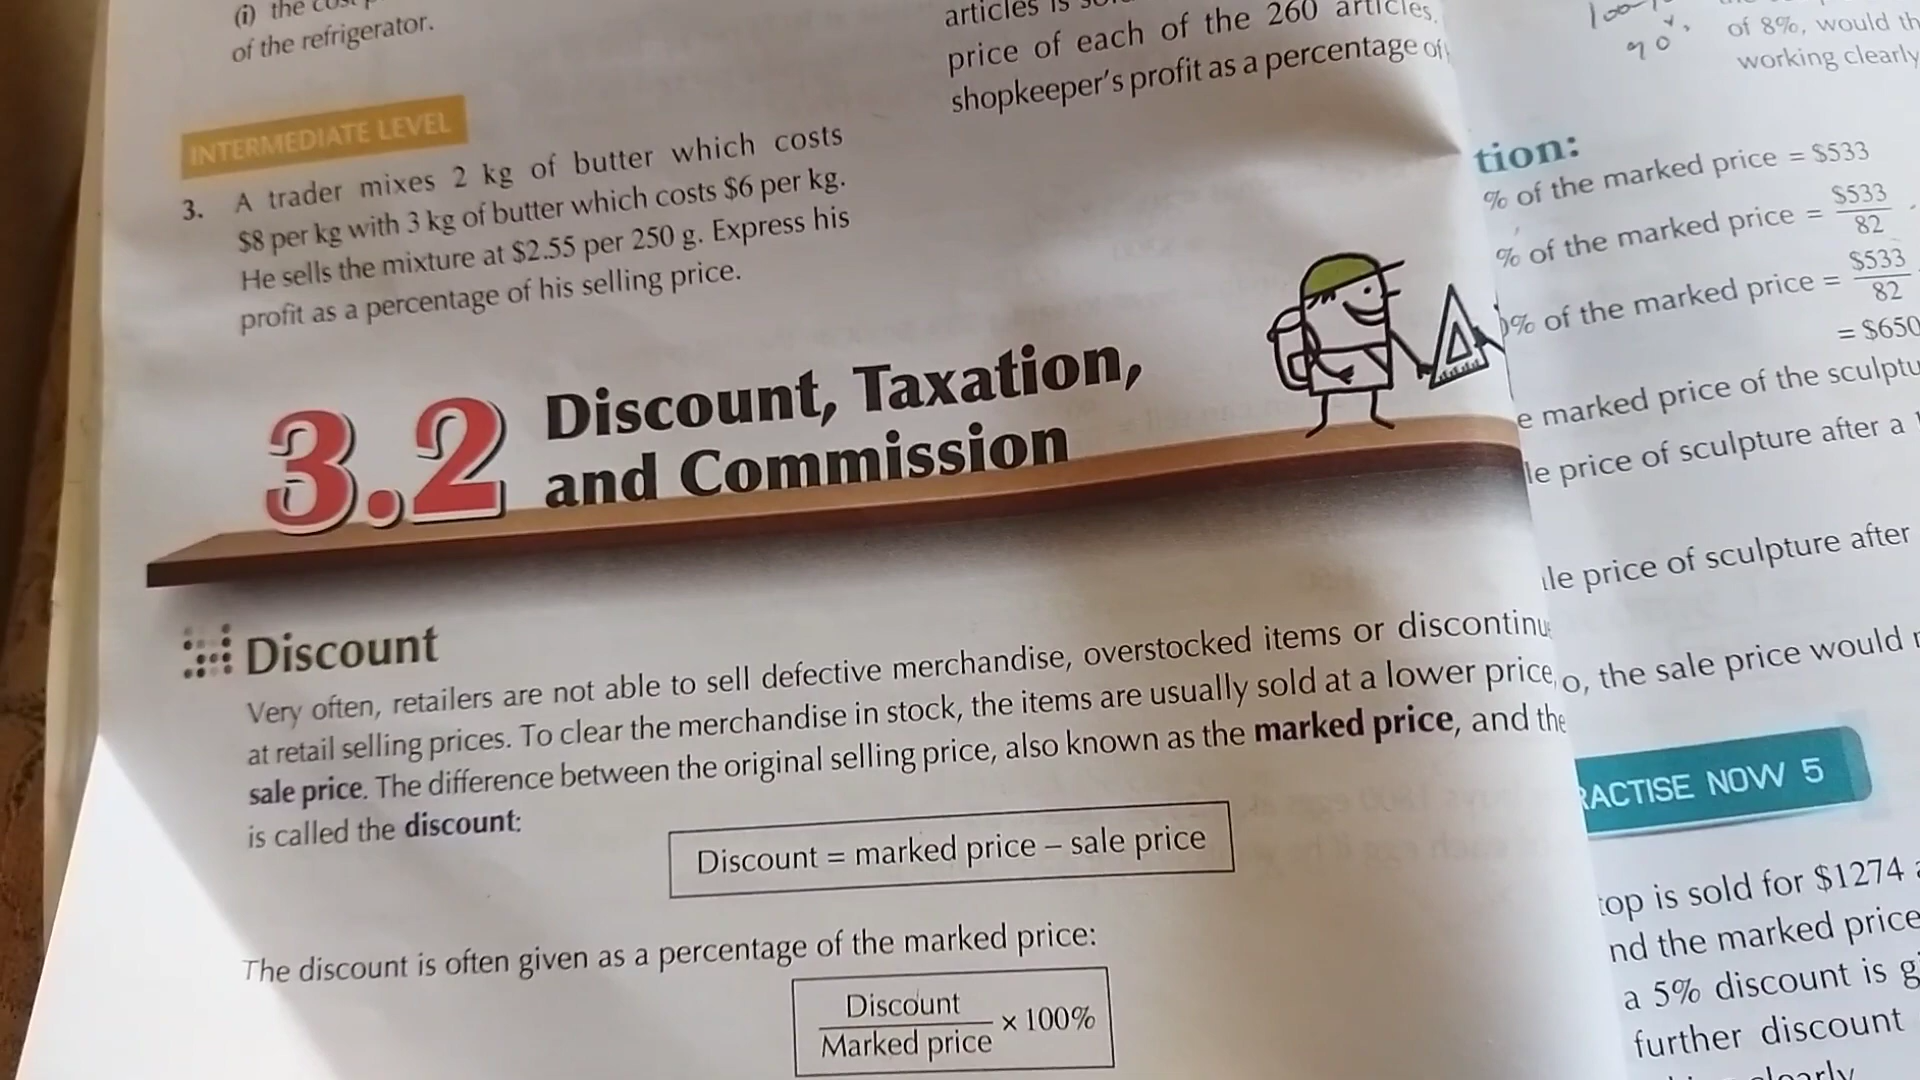 (i) the
of the refrigerator.
INTERMEDIATE LEVEL
3. A trader mixes 2 kg of butter which costs
$8 per kg with 3 kg of butter which costs $6 per kg.
He sells the mixture at $2.55 per 250 g. Express his
profit as a percentage of his selling price.
articles is
price of each of the 260 articles.
shopkeeper's profit as a percentage of
3.2 Discount, Taxation,
and Commission
Discount
Very often, retailers are not able to sell defective merchandise, overstocked items or
at retail selling prices. To clear the merchandise in stock, the items are usually sold at a lower price,
sale price. The difference between the original selling price, also known as the marked price, and the
is called the discount:
Discount = marked price – sale price
The discount is often given as a percentage of the marked price:
Discount
Marked price × 100%
90%
of 8%, would
working clearly
tion:
% of the marked price = $533
% of the marked price = $533
82
% of the marked price = $533
82
= $650
e marked price of the
le price of sculpture after a
le price of sculpture after
o, the sale price would
RACTISE NOW 5
top is sold for $1274
nd the marked price
a 5% discount is
further discount